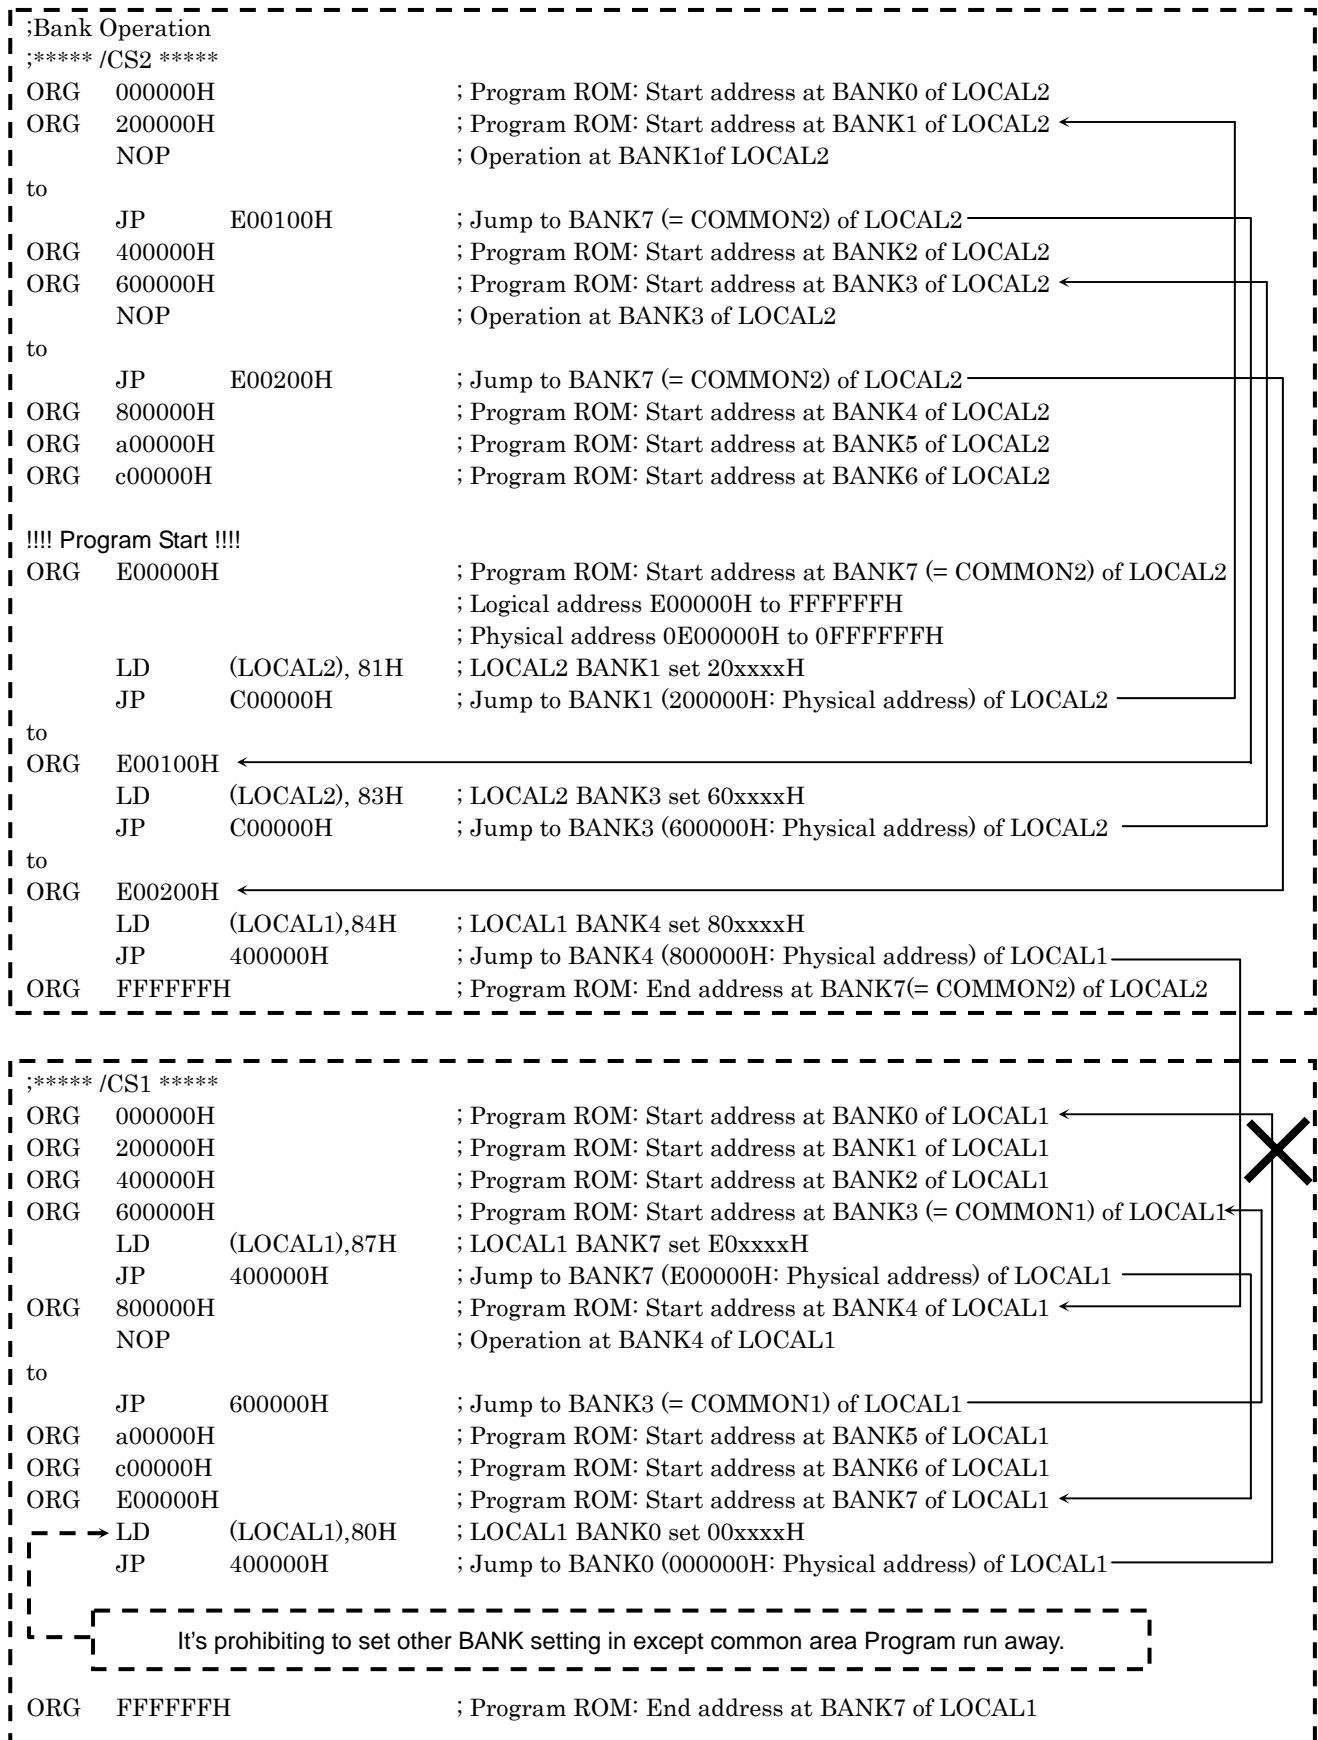 ;Bank Operation
;***** /CS2 *****
ORG 000000H ; Program ROM: Start address at BANK0 of LOCAL2
ORG 200000H ; Program ROM: Start address at BANK1 of LOCAL2
NOP ; Operation at BANK1of LOCAL2
to
JP E00100H ; Jump to BANK7 (= COMMON2) of LOCAL2
ORG 400000H ; Program ROM: Start address at BANK2 of LOCAL2
ORG 600000H ; Program ROM: Start address at BANK3 of LOCAL2
NOP ; Operation at BANK3 of LOCAL2
to
JP E00200H ; Jump to BANK7 (= COMMON2) of LOCAL2
ORG 800000H ; Program ROM: Start address at BANK4 of LOCAL2
ORG a00000H ; Program ROM: Start address at BANK5 of LOCAL2
ORG c00000H ; Program ROM: Start address at BANK6 of LOCAL2
!!!! Program Start !!!!
ORG E00000H ; Program ROM: Start address at BANK7 (= COMMON2) of LOCAL2
; Logical address E00000H to FFFFFFH
; Physical address 0E00000H to 0FFFFFFH
LD (LOCAL2), 81H ; LOCAL2 BANK1 set 20xxxxH
JP C00000H ; Jump to BANK1 (200000H: Physical address) of LOCAL2
to
ORG E00100H
LD (LOCAL2), 83H ; LOCAL2 BANK3 set 60xxxxH
JP C00000H ; Jump to BANK3 (600000H: Physical address) of LOCAL2
to
ORG E00200H
LD (LOCAL1),84H ; LOCAL1 BANK4 set 80xxxxH
JP 400000H ; Jump to BANK4 (800000H: Physical address) of LOCAL1
ORG FFFFFFH ; Program ROM: End address at BANK7(= COMMON2) of LOCAL2
;***** /CS1 *****
ORG 000000H ; Program ROM: Start address at BANK0 of LOCAL1
ORG 200000H ; Program ROM: Start address at BANK1 of LOCAL1
ORG 400000H ; Program ROM: Start address at BANK2 of LOCAL1
ORG 600000H ; Program ROM: Start address at BANK3 (= COMMON1) of LOCAL1
LD (LOCAL1),87H ; LOCAL1 BANK7 set E0xxxxH
JP 400000H ; Jump to BANK7 (E00000H: Physical address) of LOCAL1
ORG 800000H ; Program ROM: Start address at BANK4 of LOCAL1
NOP ; Operation at BANK4 of LOCAL1
to
JP 600000H ; Jump to BANK3 (= COMMON1) of LOCAL1
ORG a00000H ; Program ROM: Start address at BANK5 of LOCAL1
ORG c00000H ; Program ROM: Start address at BANK6 of LOCAL1
ORG E00000H ; Program ROM: Start address at BANK7 of LOCAL1
LD (LOCAL1),80H ; LOCAL1 BANK0 set 00xxxxH
JP 400000H ; Jump to BANK0 (000000H: Physical address) of LOCAL1
It's prohibiting to set other BANK setting in except common area Program run away.
ORG FFFFFFH ; Program ROM: End address at BANK7 of LOCAL1